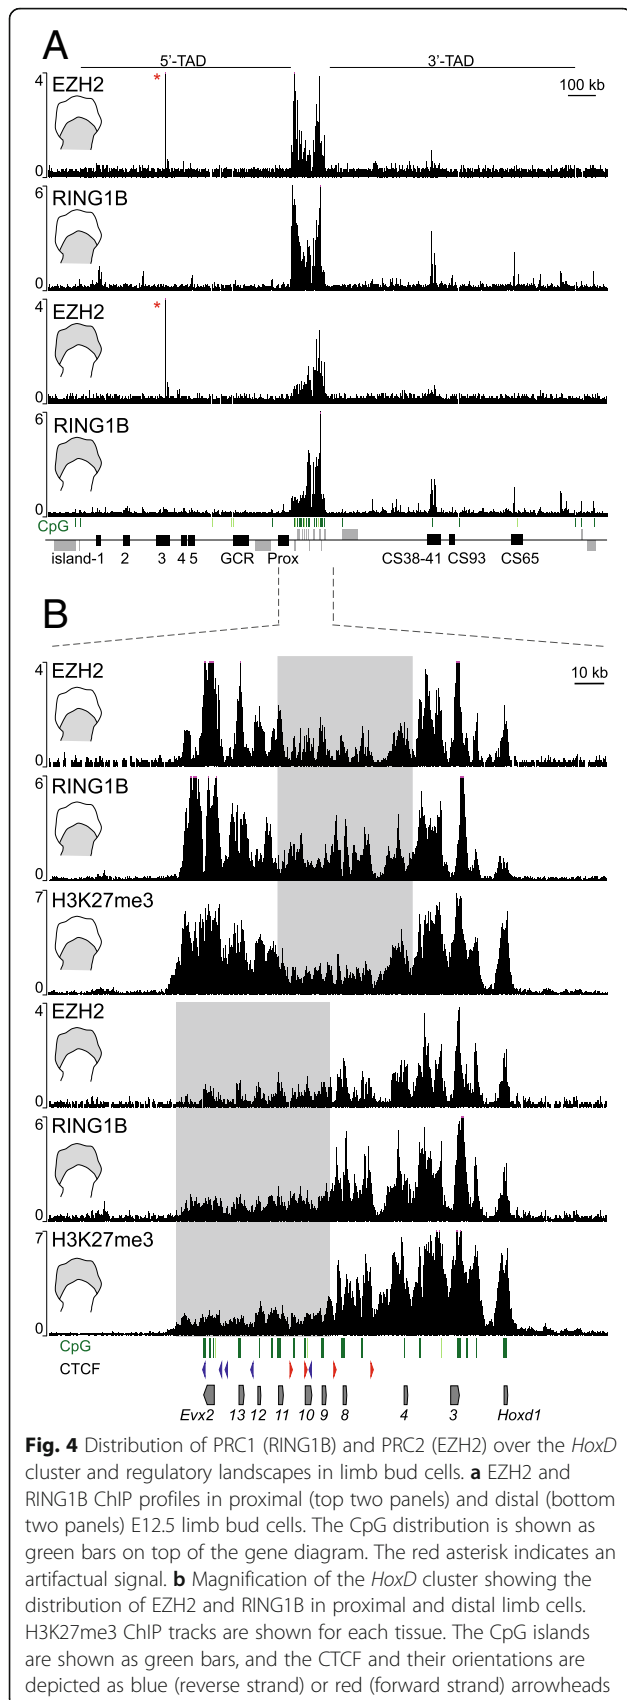 A
5'-TAD 3'-TAD
4 EZH2 * 100 kb
0
6 RING1B
0
4 EZH2 *
0
6 RING1B
0
CpG
island-1 2 3 4 5 GCR Prox CS38-41 CS93 CS65
B
4 EZH2 10 kb
0
6 RING1B
0
7 H3K27me3
0
4 EZH2
0
6 RING1B
0
7 H3K27me3
0
CpG
CTCF
Evx2 13 12 11 10 9 8 4 3 Hoxd1
Fig. 4 Distribution of PRC1 (RING1B) and PRC2 (EZH2) over the HoxD
cluster and regulatory landscapes in limb bud cells. a EZH2 and
RING1B ChIP profiles in proximal (top two panels) and distal (bottom
two panels) E12.5 limb bud cells. The CpG distribution is shown as
green bars on top of the gene diagram. The red asterisk indicates an
artifactual signal. b Magnification of the HoxD cluster showing the
distribution of EZH2 and RING1B in proximal and distal limb cells.
H3K27me3 ChIP tracks are shown for each tissue. The CpG islands
are shown as green bars, and the CTCF and their orientations are
depicted as blue (reverse strand) or red (forward strand) arrowheads